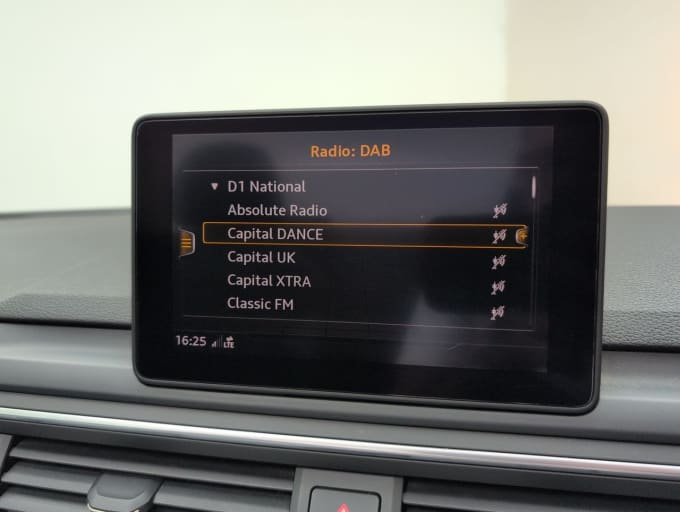 Radio: DAB
D1 National
Absolute Radio
Capital DANCE
Capital UK
Capital XTRA
Classic FM
16:25 LTE